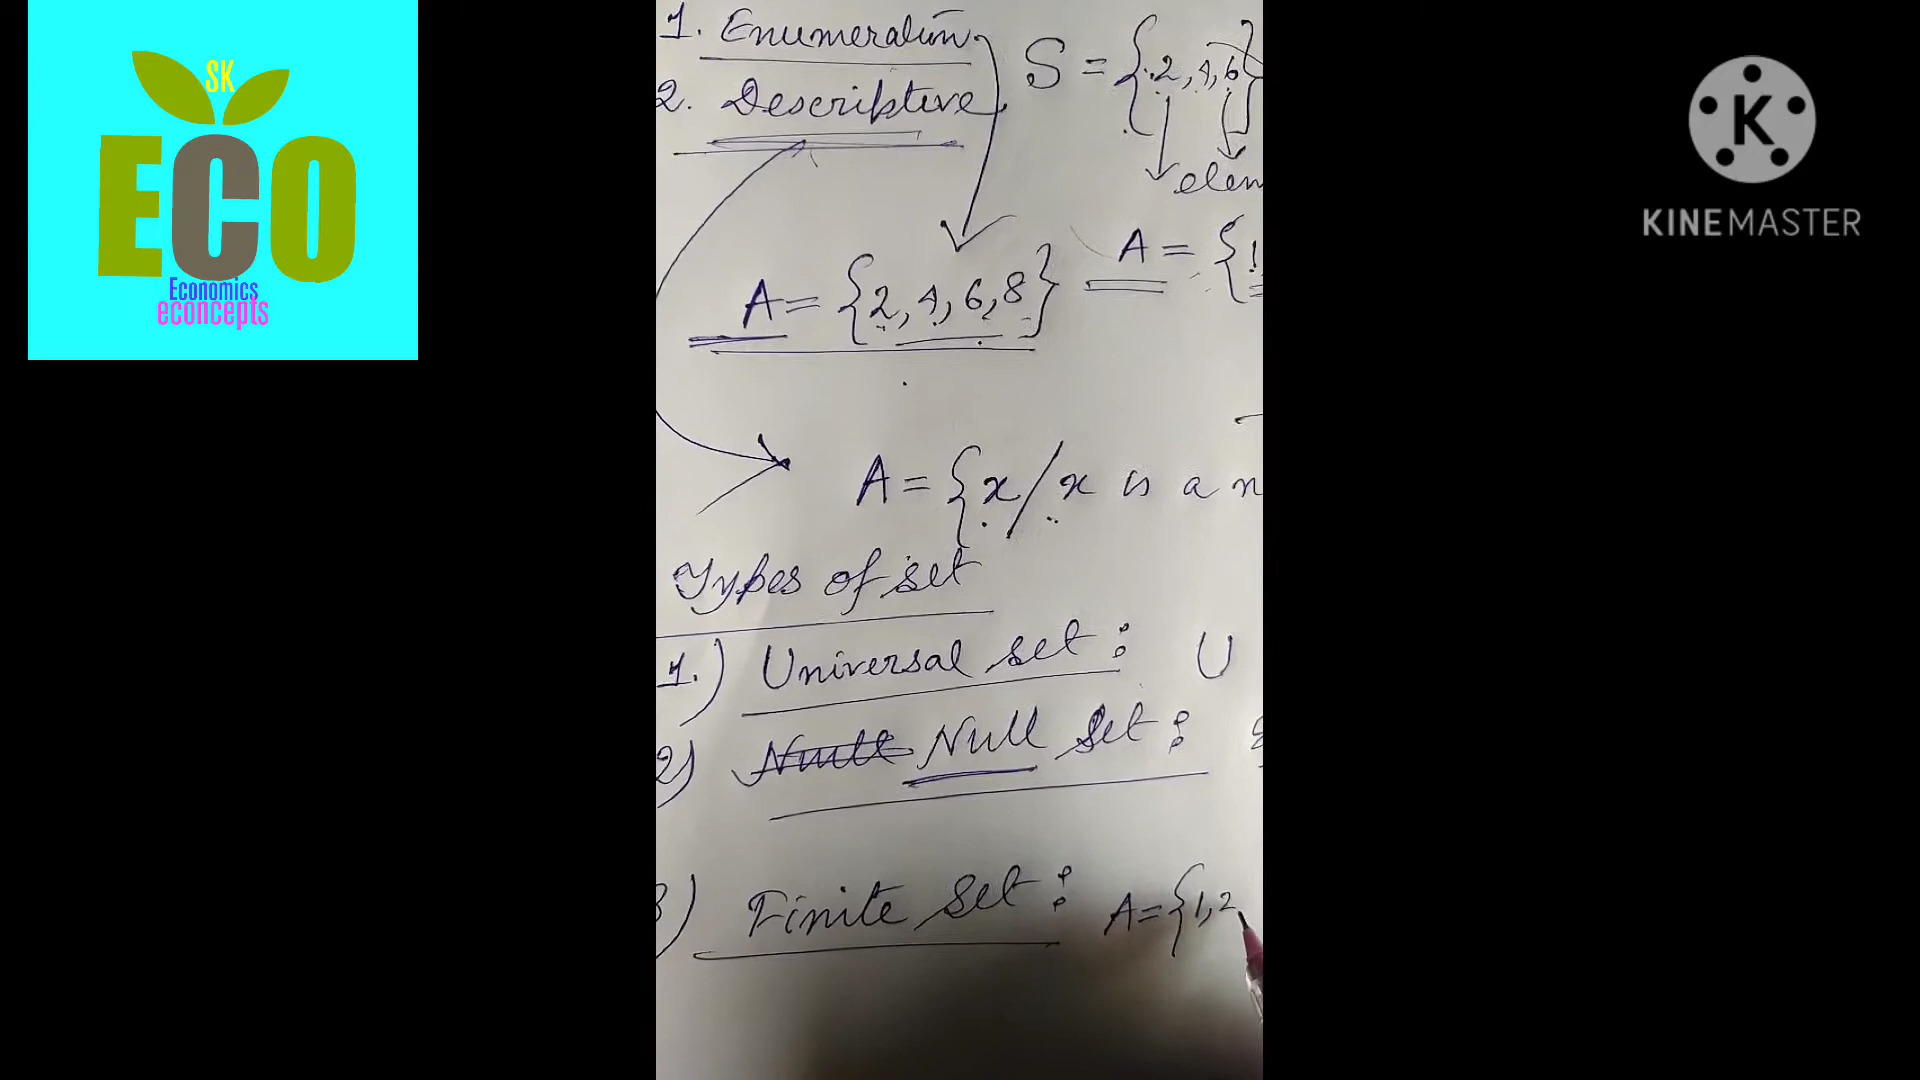 SK
ECO
Economics
econcepts
K
KINEMASTER
1. Enumeration
S = {2, 4, 6}
2. Descriptive
elem
A = {1,
A = {2, 4, 6, 8}
A = {x/x is a n
Types of set
1.) Universal set : U
2) Null Set :
3) Finite Set : A = {1, 2